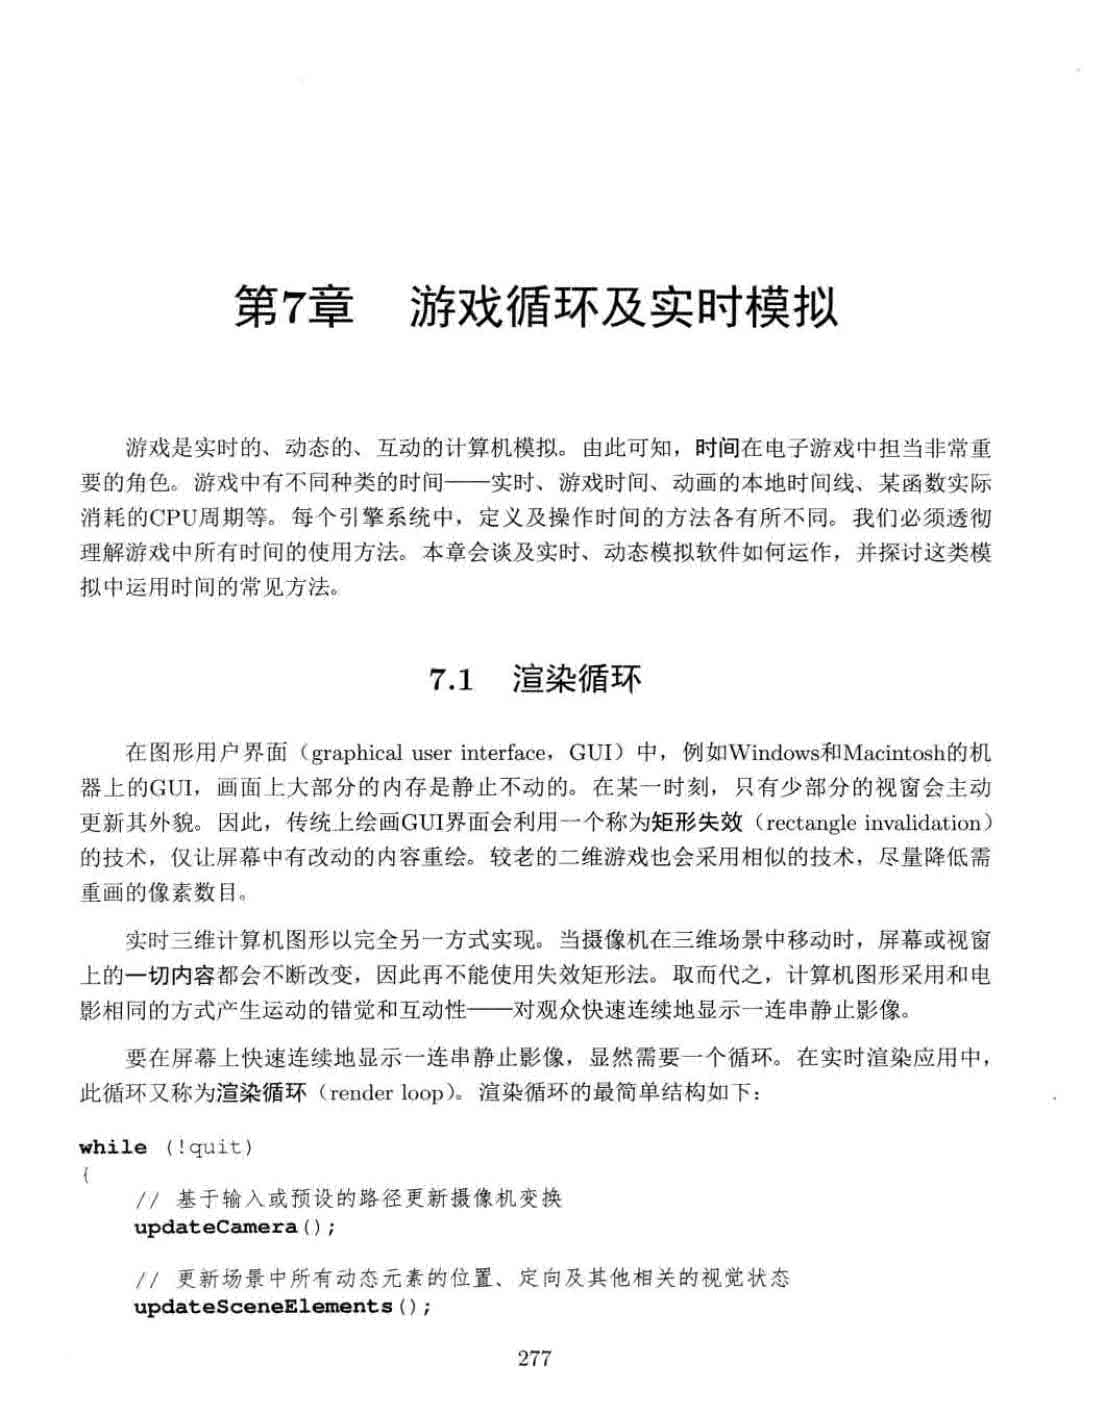 第7章 游戏循环及实时模拟
游戏是实时的、动态的、互动的计算机模拟。由此可知，时间在电子游戏中担当非常重
要的角色。游戏中有不同种类的时间——实时、游戏时间、动画的本地时间线、某函数实际
消耗的CPU周期等。每个引擎系统中，定义及操作时间的方法各有所不同。我们必须透彻
理解游戏中所有时间的使用方法。本章会谈及实时、动态模拟软件如何运作，并探讨这类模
拟中运用时间的常见方法。
7.1 渲染循环
在图形用户界面（graphical user interface，GUI）中，例如Windows和Macintosh的机
器上的GUI，画面上大部分的内存是静止不动的。在某一时刻，只有少部分的视窗会主动
更新其外貌。因此，传统上绘画GUI界面会利用一个称为矩形失效（rectangle invalidation）
的技术，仅让屏幕中有改动的内容重绘。较老的二维游戏也会采用相似的技术，尽量降低需
重画的像素数目。
实时三维计算机图形以完全另一方式实现。当摄像机在三维场景中移动时，屏幕或视窗
上的一切内容都会不断改变，因此再不能使用失效矩形法。取而代之，计算机图形采用和电
影相同的方式产生运动的错觉和互动性——对观众快速连续地显示一连串静止影像。
要在屏幕上快速连续地显示一连串静止影像，显然需要一个循环。在实时渲染应用中，
此循环又称为渲染循环（render loop）。渲染循环的最简单结构如下：
while (!quit)
{
// 基于输入或预设的路径更新摄像机变换
updateCamera();
// 更新场景中所有动态元素的位置、定向及其他相关的视觉状态
updateSceneElements();
277